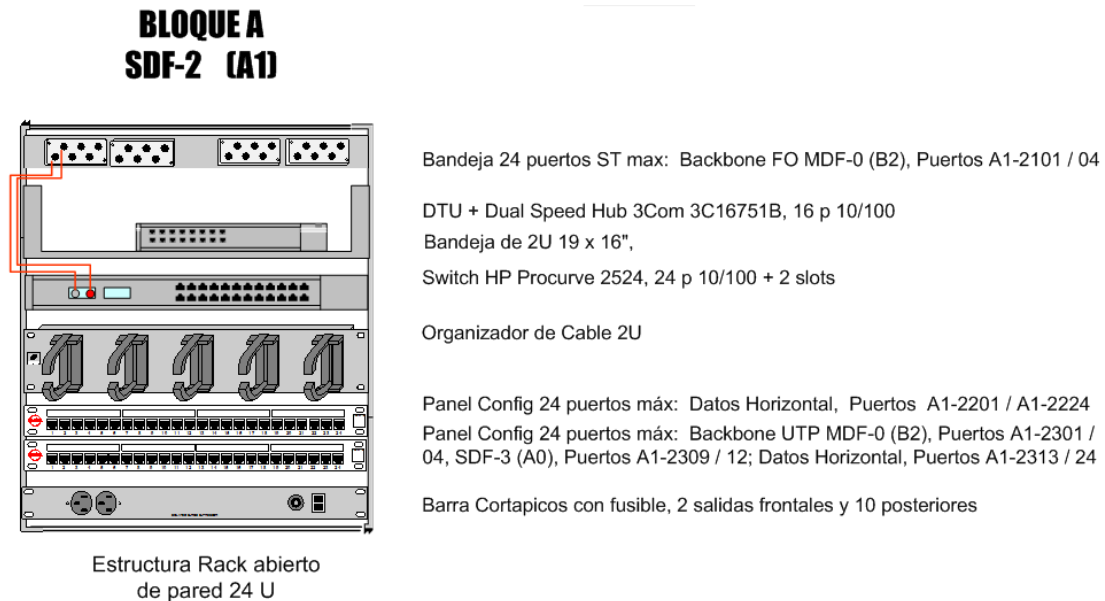 BLOQUE A
SDF-2 (A1)
Bandeja 24 puertos ST max: Backbone FO MDF-0 (B2), Puertos A1-2101 / 04
DTU + Dual Speed Hub 3Com 3C16751B, 16 p 10/100
Bandeja de 2U 19 x 16",
Switch HP Procurve 2524, 24 p 10/100 + 2 slots
Organizador de Cable 2U
Panel Config 24 puertos máx: Datos Horizontal, Puertos A1-2201 / A1-2224
Panel Config 24 puertos máx: Backbone UTP MDF-0 (B2), Puertos A1-2301 /
04, SDF-3 (A0), Puertos A1-2309 / 12; Datos Horizontal, Puertos A1-2313 / 24
Barra Cortapicos con fusible, 2 salidas frontales y 10 posteriores
Estructura Rack abierto
de pared 24 U